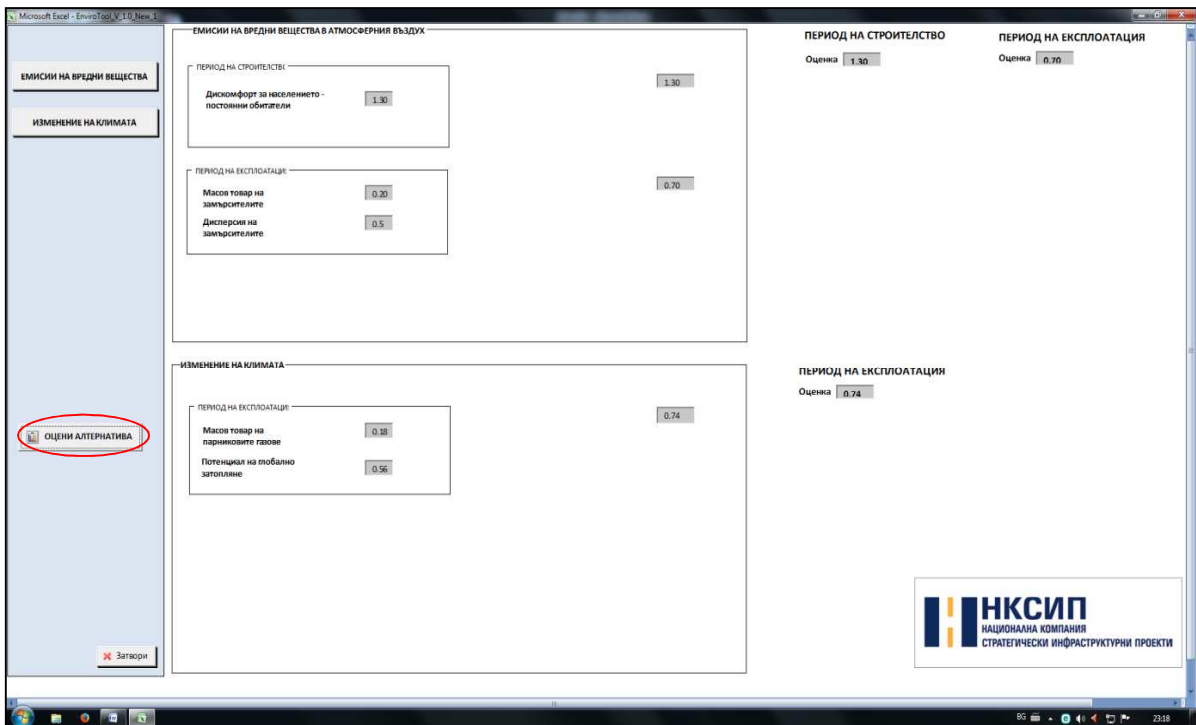 Microsoft Excel - EnviroTool_V_1.0_New_1
ЕМИСИИ НА ВРЕДНИ ВЕЩЕСТВА
ИЗМЕНЕНИЕ НА КЛИМАТА
ОЦЕНИ АЛТЕРНАТИВА
Затвори
ЕМИСИИ НА ВРЕДНИ ВЕЩЕСТВА В АТМОСФЕРНИЯ ВЪЗДУХ
ПЕРИОД НА СТРОИТЕЛСТВО
Дискомфорт за населението -
постоянни обитатели
1.30
1.30
ПЕРИОД НА ЕКСПЛОАТАЦИ
Масов товар на
замърсителите
0.20
0.70
Дисперсия на
замърсителите
0.5
ПЕРИОД НА СТРОИТЕЛСТВО
Оценка 1.30
ПЕРИОД НА ЕКСПЛОАТАЦИЯ
Оценка 0.70
ИЗМЕНЕНИЕ НА КЛИМАТА
ПЕРИОД НА ЕКСПЛОАТАЦИ
Масов товар на
парниковите газове
0.18
0.74
Потенциал на глобално
затопляне
0.56
ПЕРИОД НА ЕКСПЛОАТАЦИЯ
Оценка 0.74
НКСИП
НАЦИОНАЛНА КОМПАНИЯ
СТРАТЕГИЧЕСКИ ИНФРАСТРУКТУРНИ ПРОЕКТИ
BG
23:18